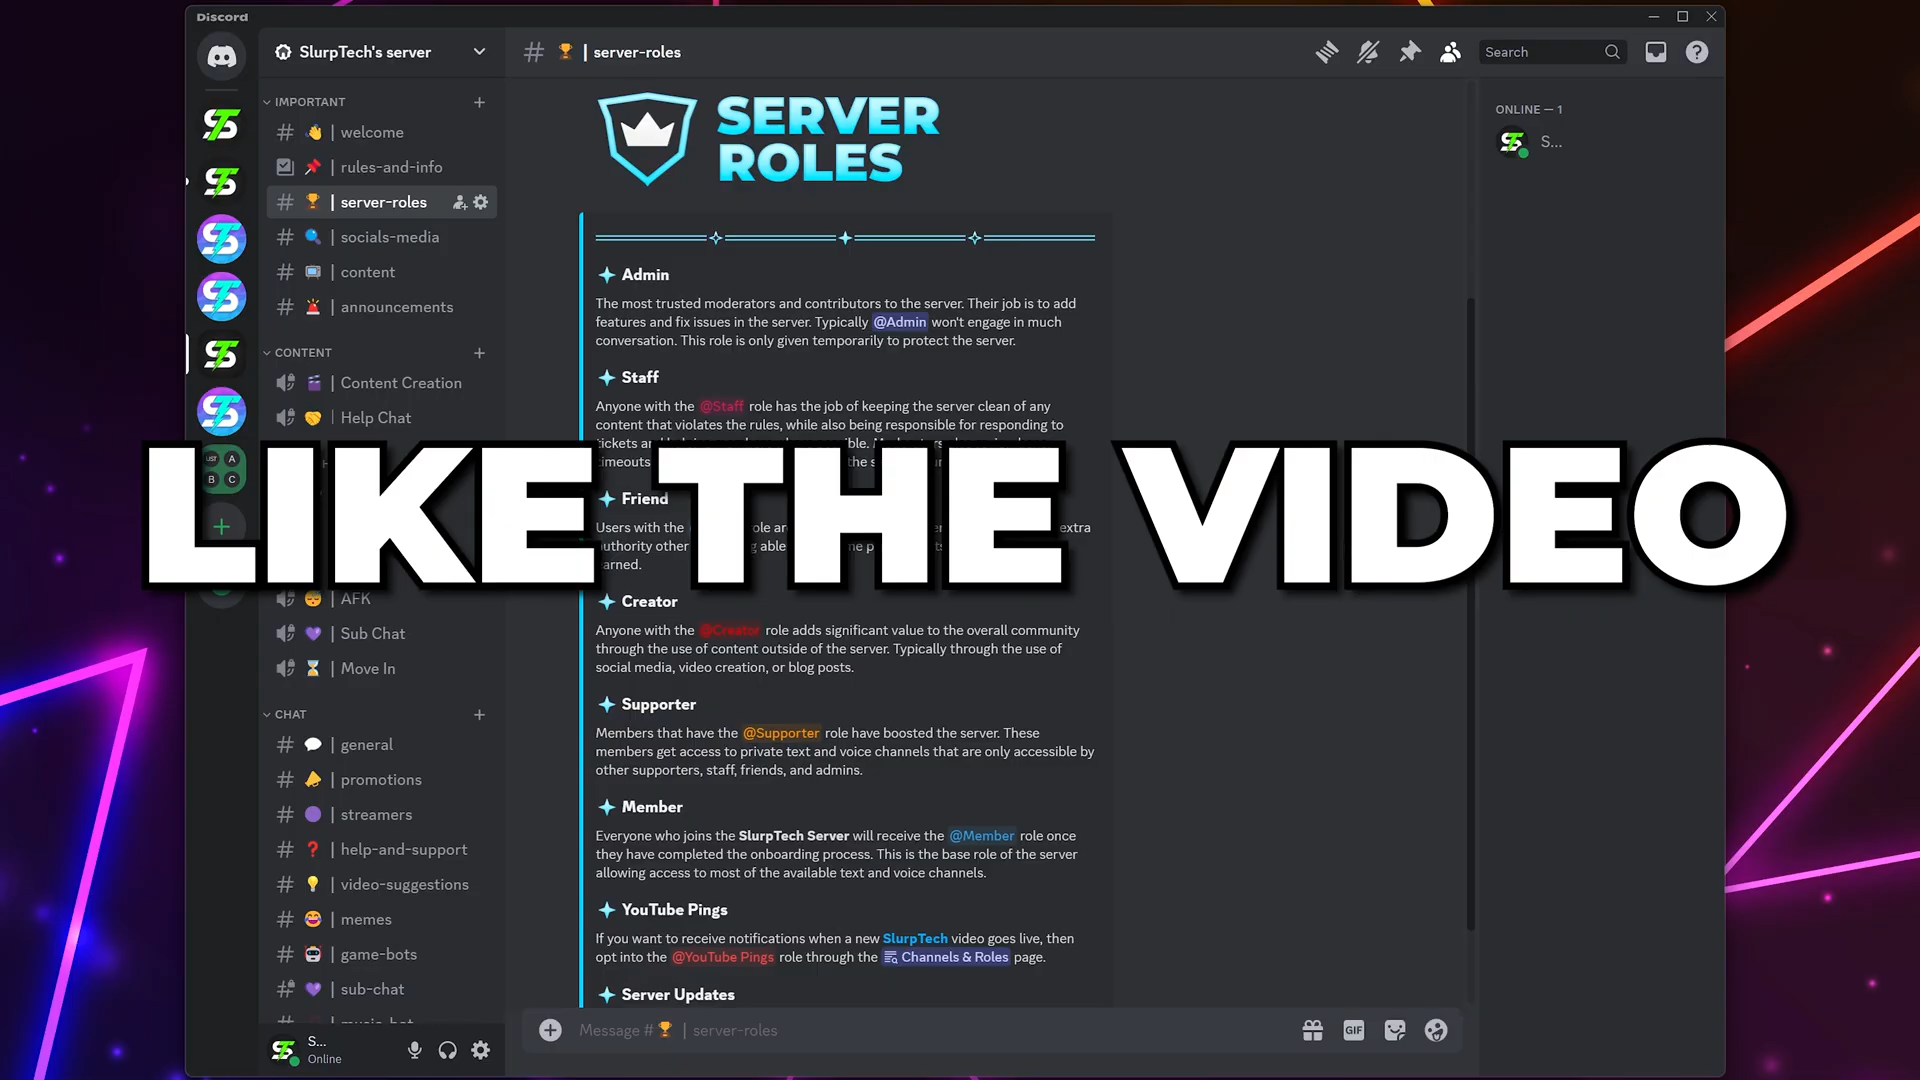 Discord
SlurpTech's server
🏆 | server-roles
Search
IMPORTANT
👋 | welcome
📌 | rules-and-info
🏆 | server-roles
🔍 | socials-media
📺 | content
🚨 | announcements
CONTENT
🎬 | Content Creation
🤝 | Help Chat
😴 | AFK
💜 | Sub Chat
⏳ | Move In
CHAT
💬 | general
📣 | promotions
🟣 | streamers
❓ | help-and-support
💡 | video-suggestions
😂 | memes
🤖 | game-bots
💜 | sub-chat
S...
Online
SERVER
ROLES
Admin
The most trusted moderators and contributors to the server. Their job is to add
features and fix issues in the server. Typically @Admin won't engage in much
conversation. This role is only given temporarily to protect the server.
Staff
Anyone with the @Staff role has the job of keeping the server clean of any
content that violates the rules, while also being responsible for responding to
tickets
timeouts
LIKE THE VIDEO
Friend
Users with the extra
authority other able
earned.
Creator
Anyone with the @Creator role adds significant value to the overall community
through the use of content outside of the server. Typically through the use of
social media, video creation, or blog posts.
Supporter
Members that have the @Supporter role have boosted the server. These
members get access to private text and voice channels that are only accessible by
other supporters, staff, friends, and admins.
Member
Everyone who joins the SlurpTech Server will receive the @Member role once
they have completed the onboarding process. This is the base role of the server
allowing access to most of the available text and voice channels.
YouTube Pings
If you want to receive notifications when a new SlurpTech video goes live, then
opt into the @YouTube Pings role through the Channels & Roles page.
Server Updates
Message #🏆 | server-roles
GIF
ONLINE — 1
S...
A
B C